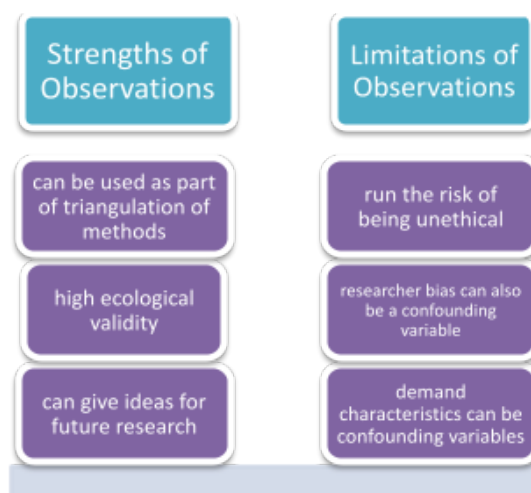 Strengths of
Observations
can be used as part
of triangulation of
methods
high ecological
validity
can give ideas for
future research
Limitations of
Observations
run the risk of
being unethical
researcher bias can also
be a confounding
variable
demand
characteristics can be
confounding variables